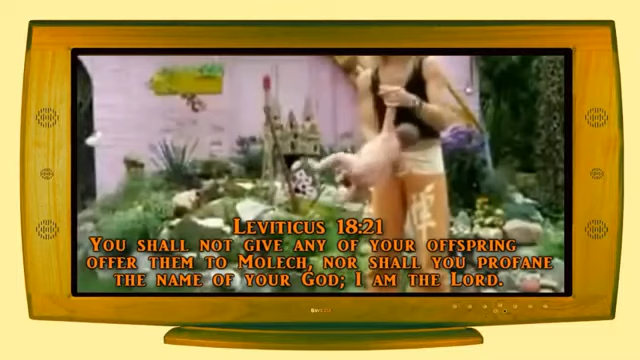 Leviticus 18:21
You shall not give any of your offspring
offer them to Molech, nor shall you profane
the name of your God; I am the Lord.